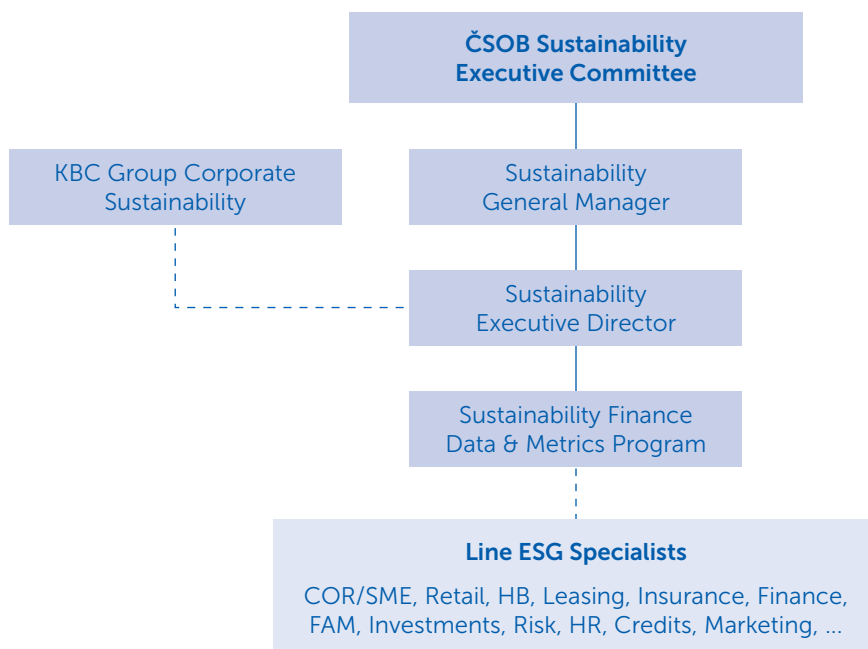 ČSOB Sustainability
Executive Committee
KBC Group Corporate
Sustainability
Sustainability
General Manager
Sustainability
Executive Director
Sustainability Finance
Data & Metrics Program
Line ESG Specialists
COR/SME, Retail, HB, Leasing, Insurance, Finance,
FAM, Investments, Risk, HR, Credits, Marketing, ...